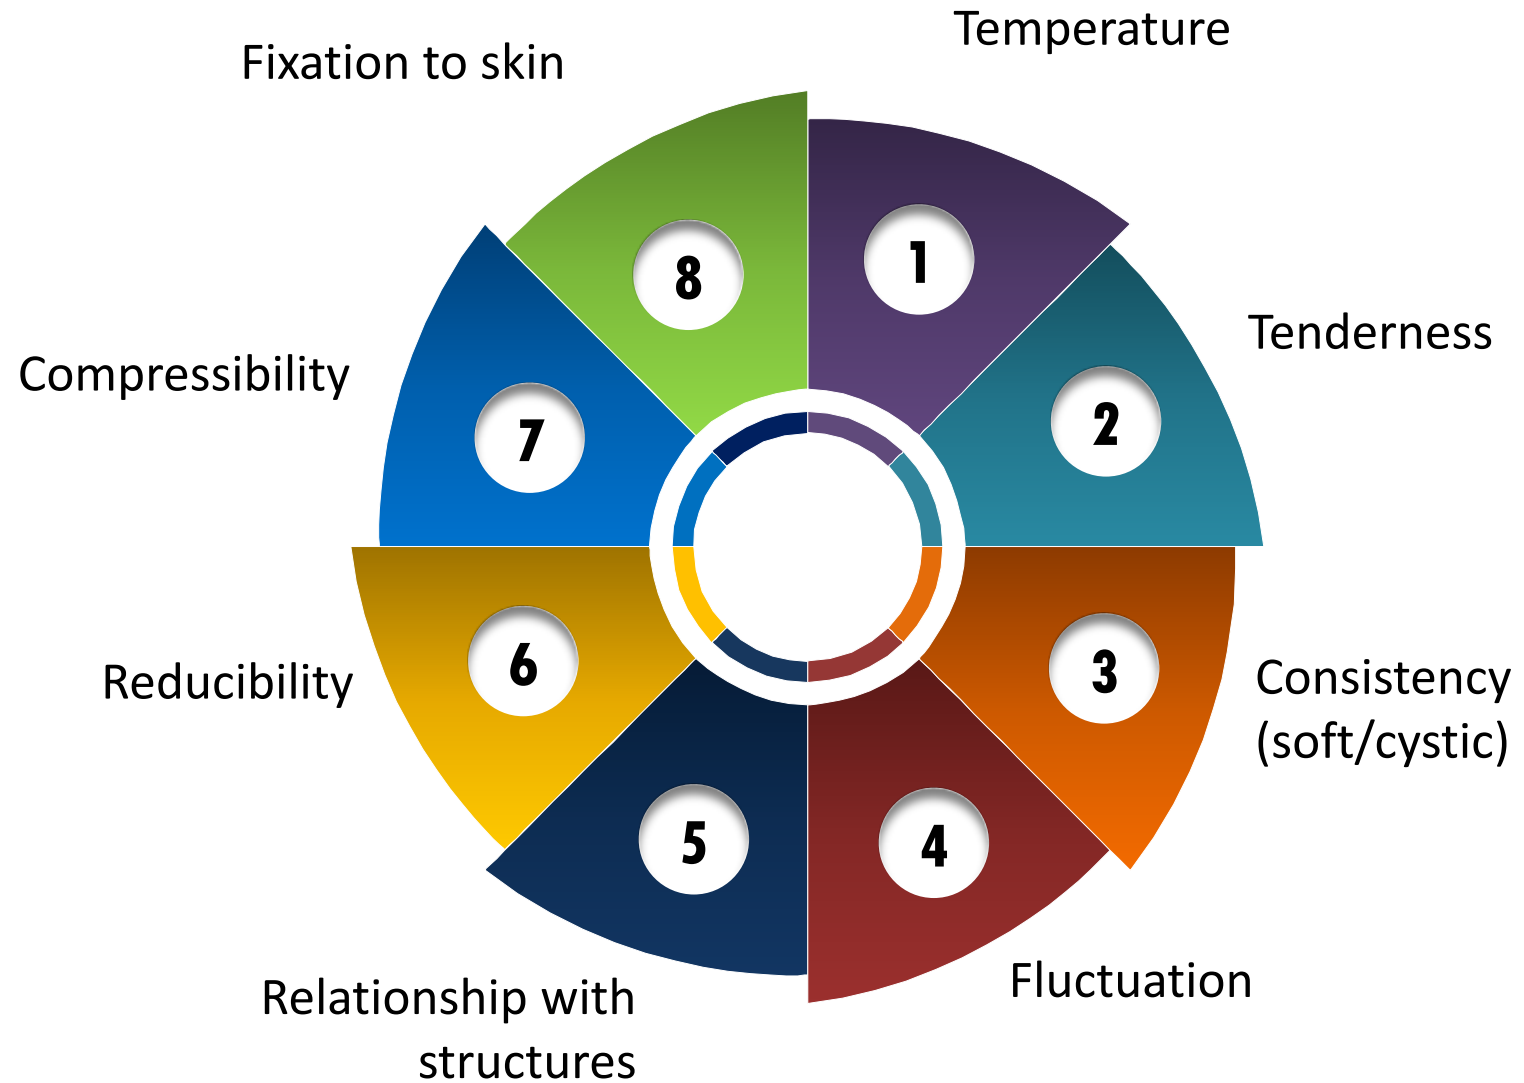 Temperature
Fixation to skin
1
8
Tenderness
Compressibility
2
7
6
3
Reducibility
Consistency
(soft/cystic)
5
4
Fluctuation
Relationship with
structures